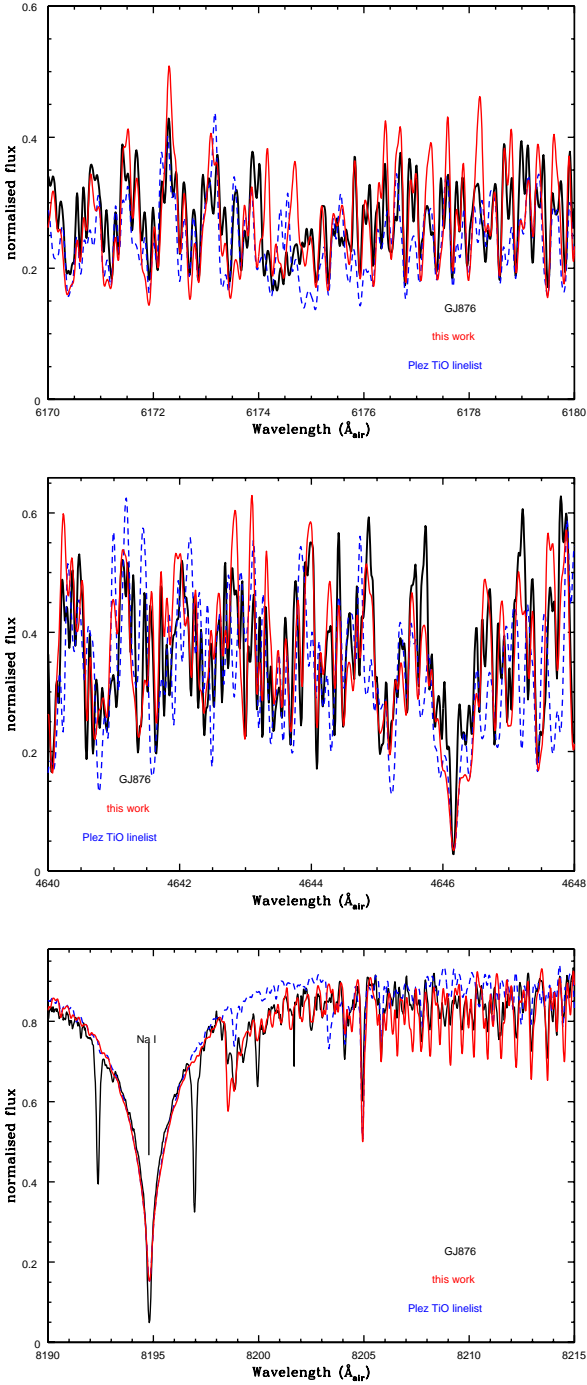 0.6
0.4
0.2
0
normalised flux
GJ876
this work
Plez TiO linelist
6170 6172 6174 6176 6178 6180
Wavelength (Å_air)
0.6
0.4
0.2
0
normalised flux
GJ876
this work
Plez TiO linelist
4640 4642 4644 4646 4648
Wavelength (Å_air)
0.8
0.6
0.4
0.2
0
normalised flux
Na I
GJ876
this work
Plez TiO linelist
8190 8195 8200 8205 8210 8215
Wavelength (Å_air)